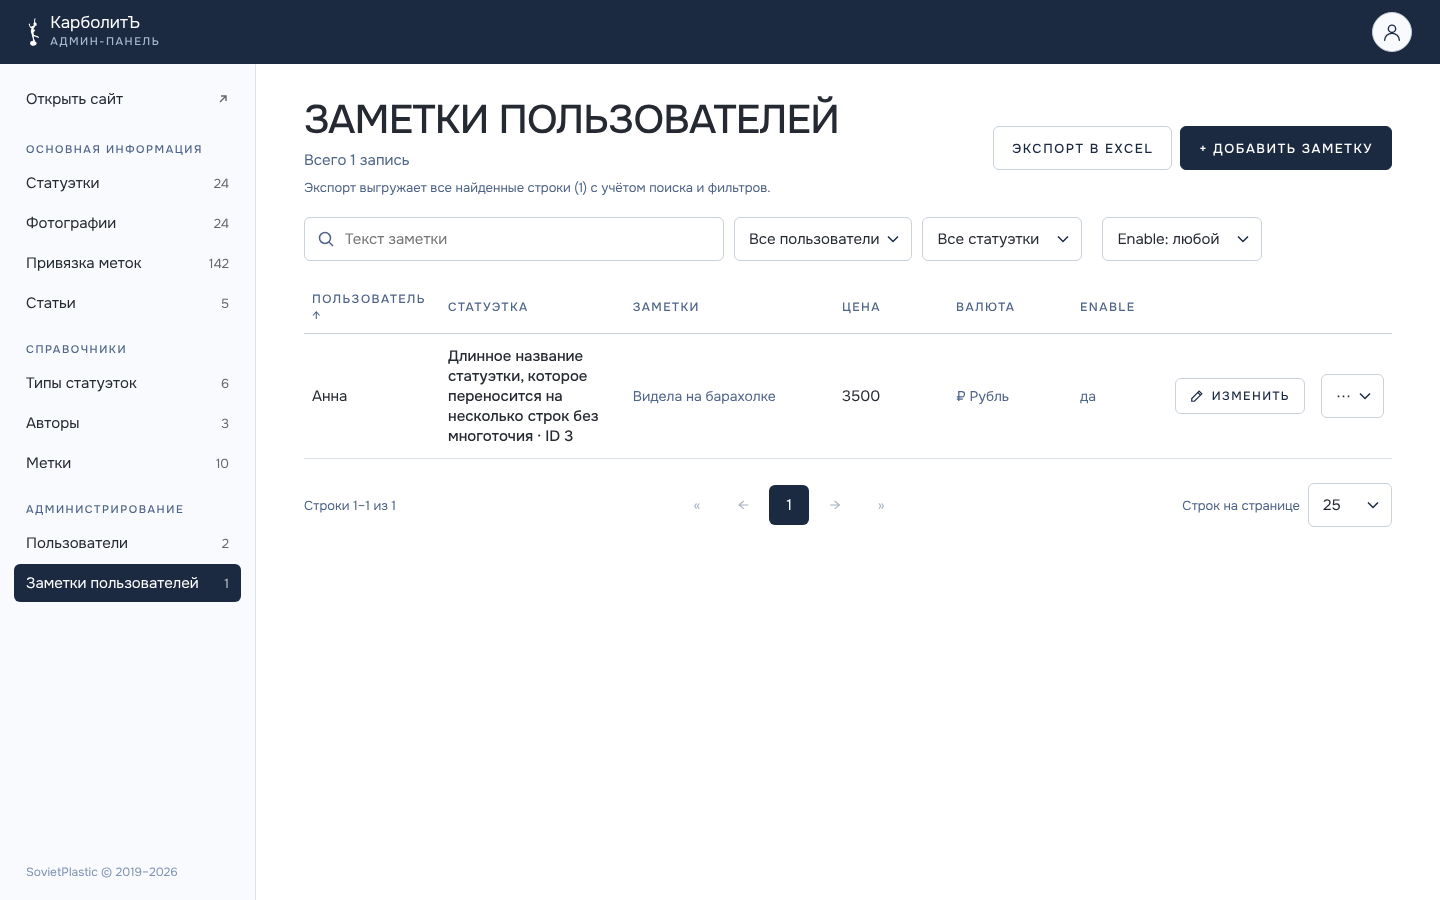 КарболитЪ
АДМИН-ПАНЕЛЬ
Открыть сайт
ОСНОВНАЯ ИНФОРМАЦИЯ
Статуэтки 24
Фотографии 24
Привязка меток 142
Статьи 5
СПРАВОЧНИКИ
Типы статуэток 6
Авторы 3
Метки 10
АДМИНИСТРИРОВАНИЕ
Пользователи 2
Заметки пользователей 1
SovietPlastic © 2019–2026
ЗАМЕТКИ ПОЛЬЗОВАТЕЛЕЙ
Всего 1 запись
Экспорт выгружает все найденные строки (1) с учётом поиска и фильтров.
ЭКСПОРТ В EXCEL
+ ДОБАВИТЬ ЗАМЕТКУ
Текст заметки
Все пользователи
Все статуэтки
Enable: любой
ПОЛЬЗОВАТЕЛЬ ↑
СТАТУЭТКА
ЗАМЕТКИ
ЦЕНА
ВАЛЮТА
ENABLE
Анна
Длинное название
статуэтки, которое
переносится на
несколько строк без
многоточия · ID 3
Видела на барахолке
3500
₽ Рубль
да
ИЗМЕНИТЬ
···
Строки 1–1 из 1
« ← 1 → »
Строк на странице 25